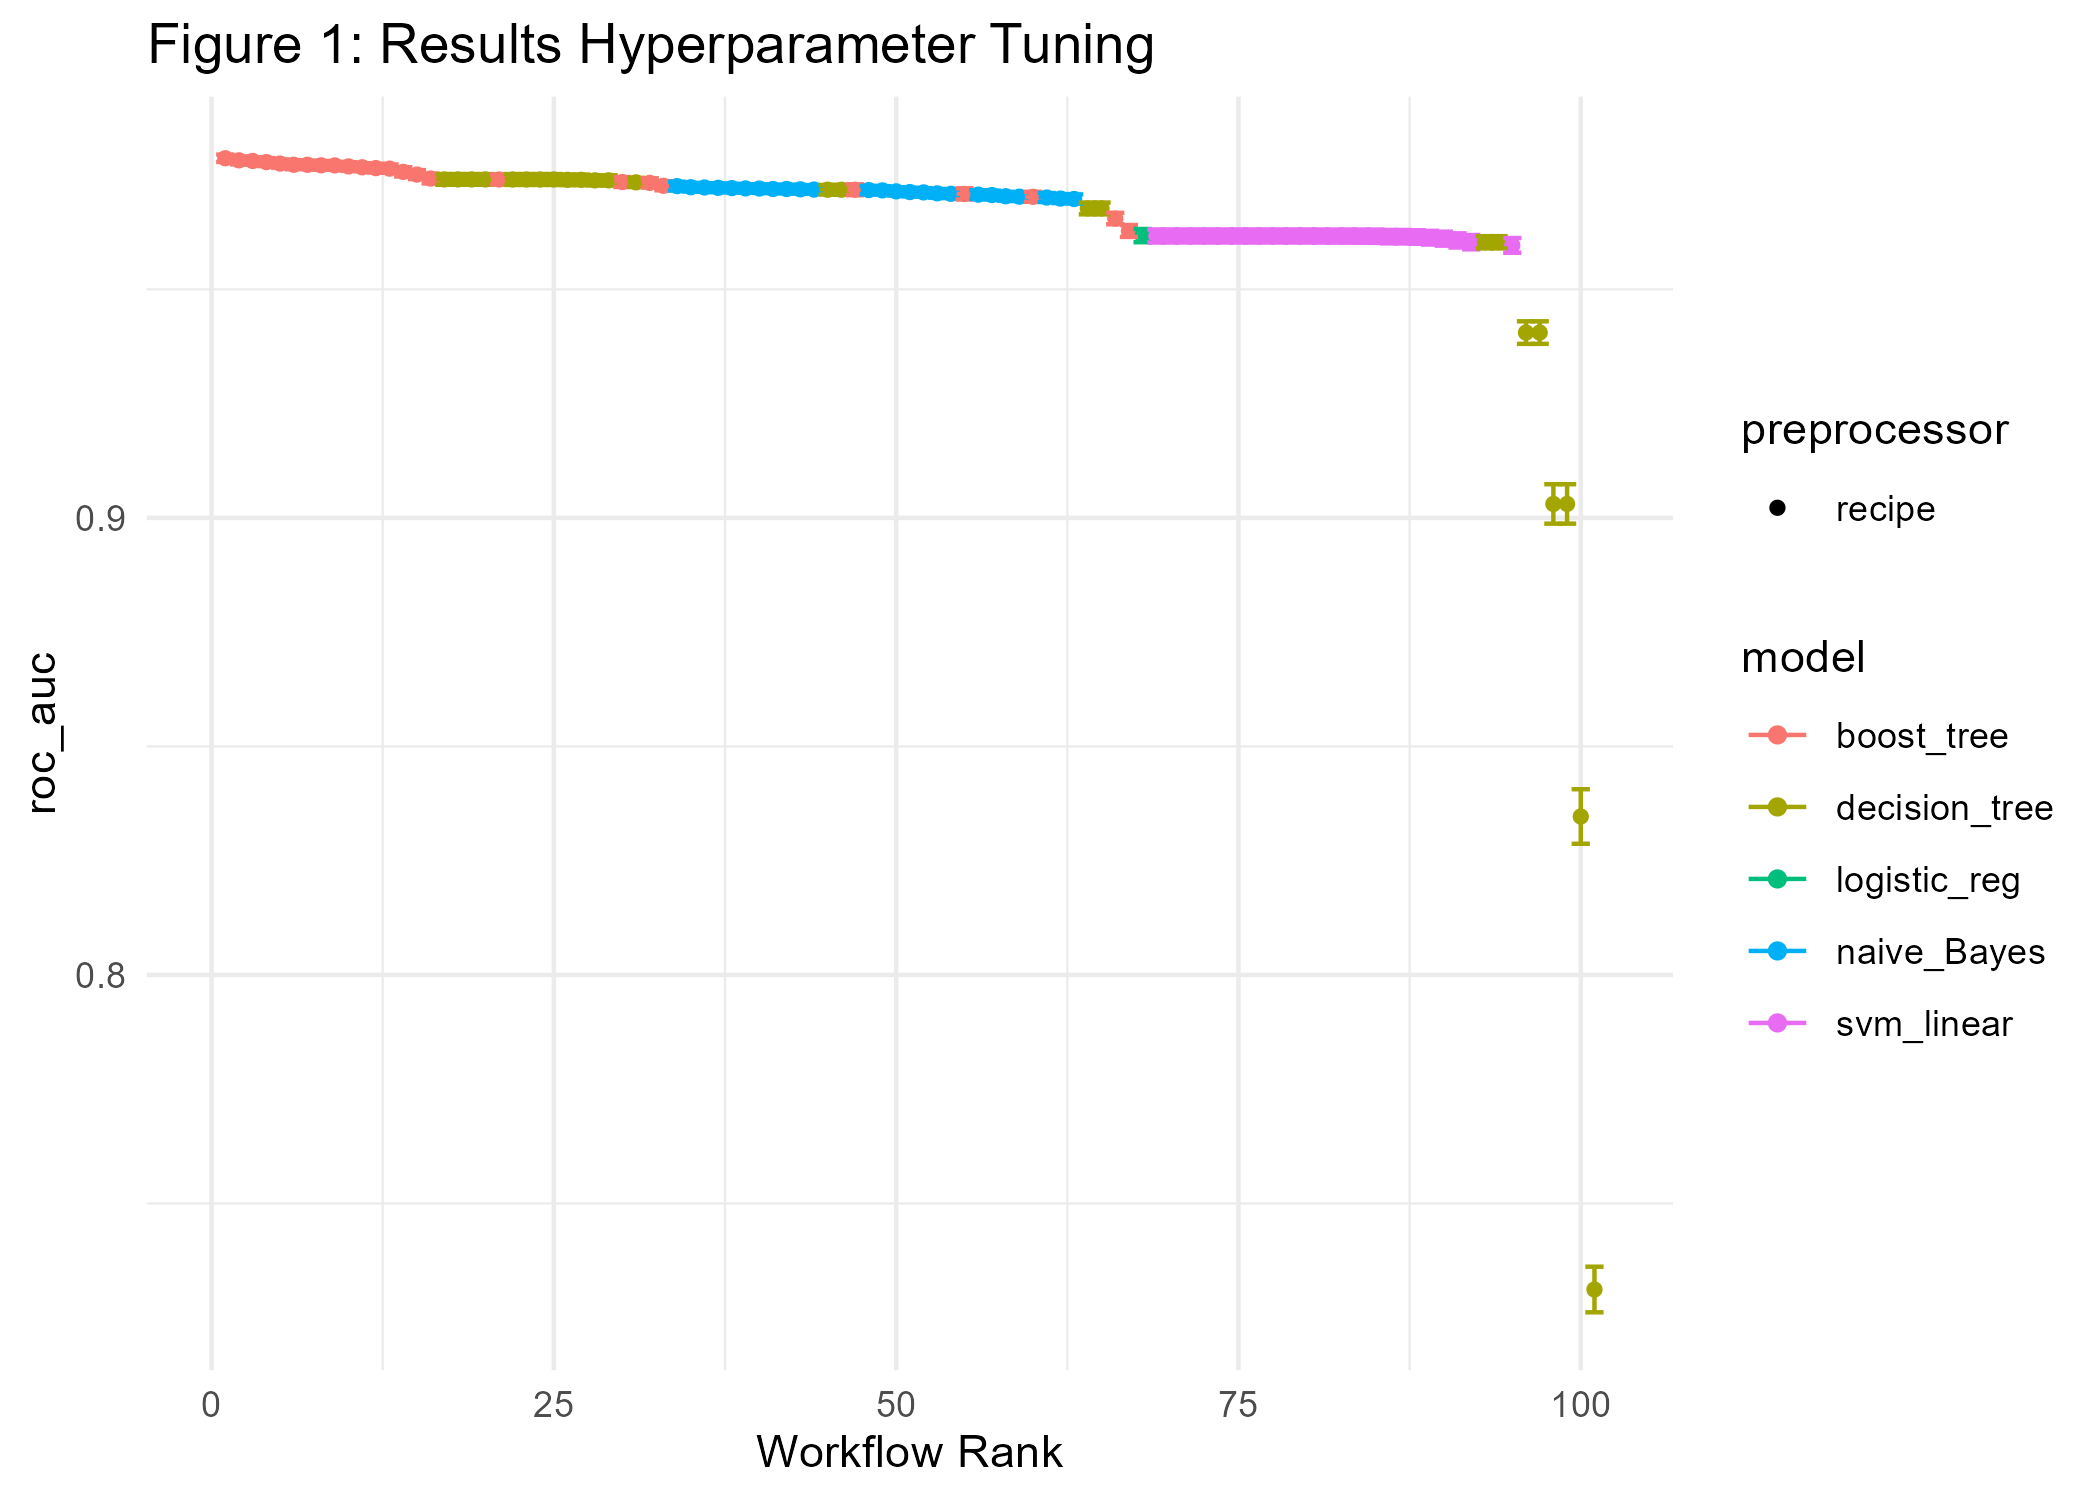 Figure 1: Results Hyperparameter Tuning
roc_auc
0.9
0.8
0
25
50
75
100
Workflow Rank
preprocessor
recipe
model
boost_tree
decision_tree
logistic_reg
naive_Bayes
svm_linear